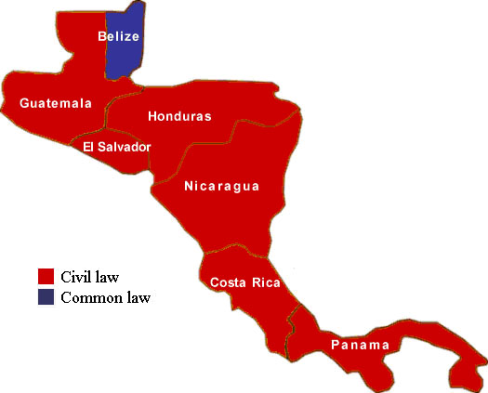 Belize
Guatemala
Honduras
El Salvador
Nicaragua
Costa Rica
Panama
Civil law
Common law